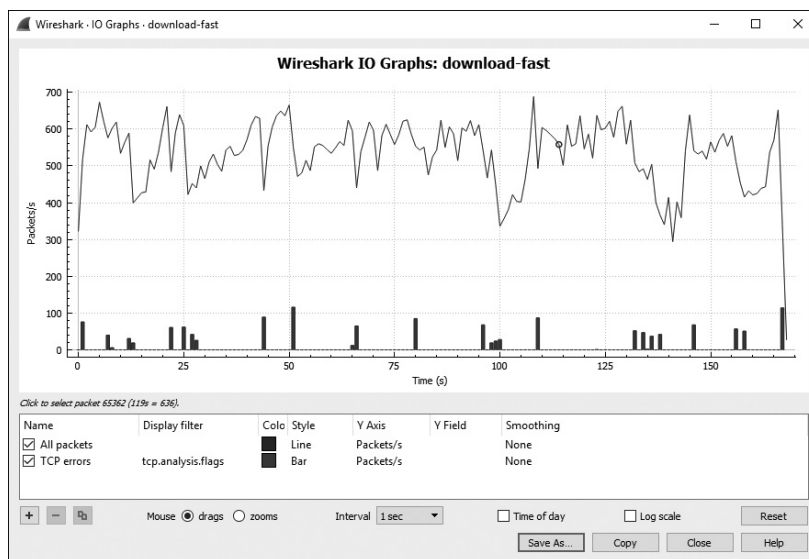 Wireshark · IO Graphs · download-fast
Wireshark IO Graphs: download-fast
700
600
500
400
300
200
100
0
Packets/s
0 25 50 75 100 125 150
Time (s)
Click to select packet 65362 (119s = 636).
Name Display filter Colo Style Y Axis Y Field Smoothing
All packets Line Packets/s None
TCP errors tcp.analysis.flags Bar Packets/s None
Mouse drags zooms Interval 1 sec Time of day Log scale Reset
Save As... Copy Close Help